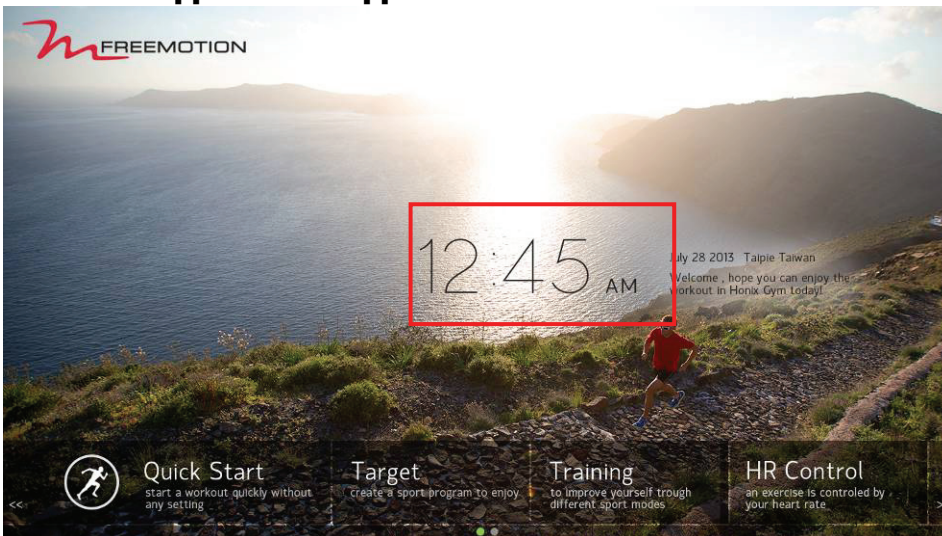 FREEMOTION
12:45 AM
July 28 2013 Taipie Taiwan
Welcome , hope you can enjoy the
workout in Honix Gym today!
Quick Start
start a workout quickly without
any setting
Target
create a sport program to enjoy
Training
to improve yourself trough
different sport modes
HR Control
an exercise is controled by
your heart rate
<<
>